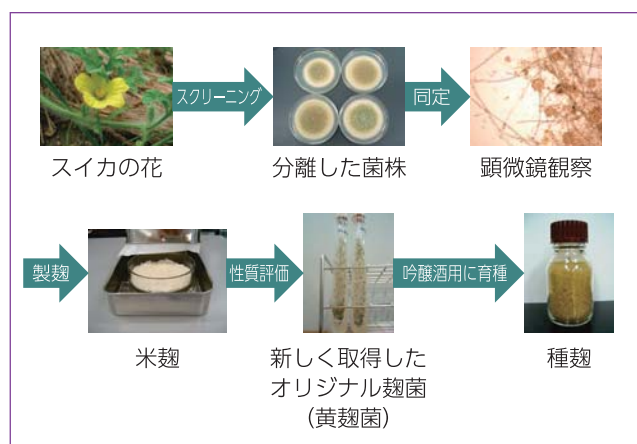 スクリーニング
同定
スイカの花
分離した菌株
顕微鏡観察
製麹
性質評価
吟醸酒用に育種
米麹
新しく取得した
オリジナル麹菌
(黄麹菌)
種麹